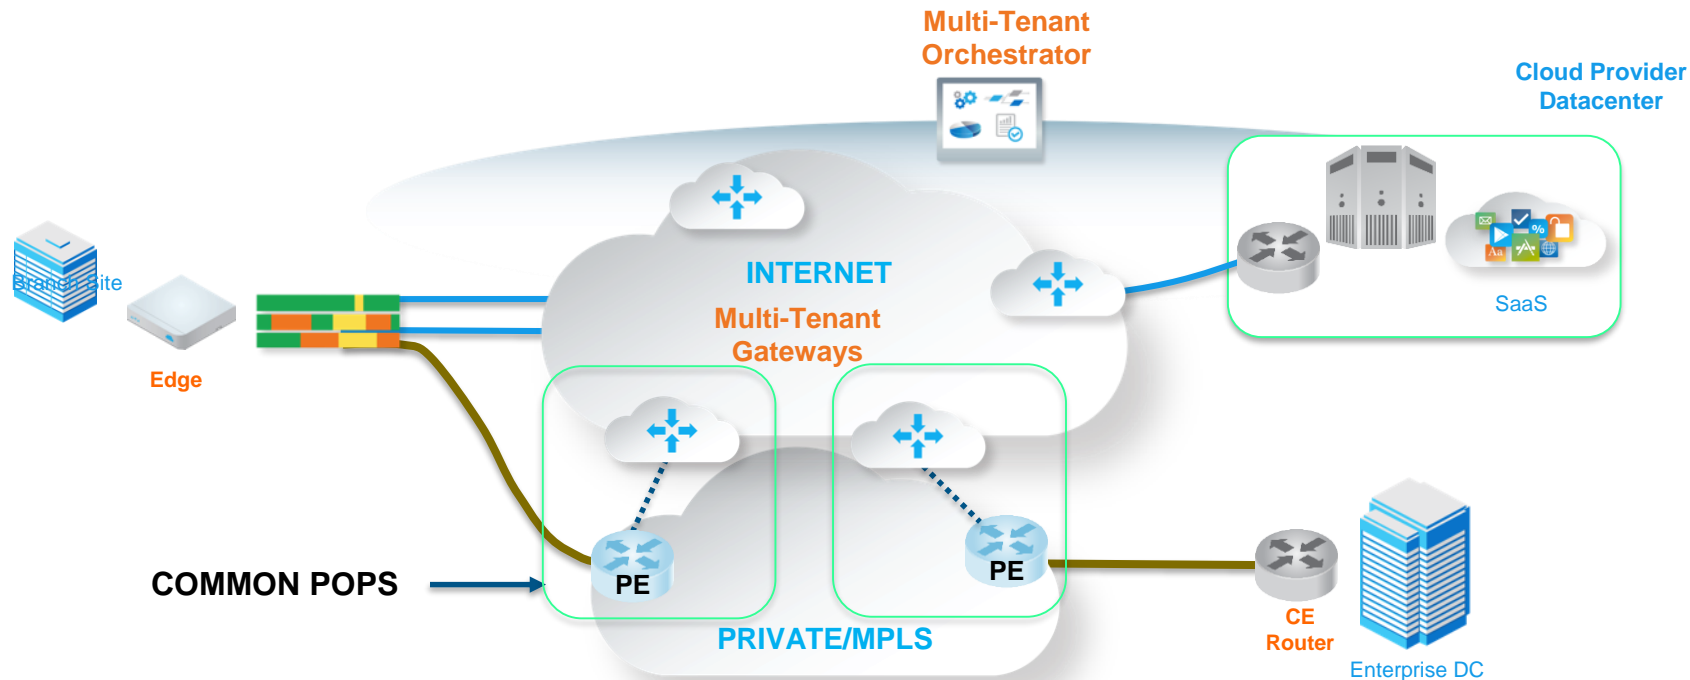 Multi-Tenant
Orchestrator
Cloud Provider
Datacenter
Branch Site
INTERNET
Multi-Tenant
Gateways
%
Aa
SaaS
Edge
COMMON POPS
PE
PE
PRIVATE/MPLS
CE
Router
Enterprise DC